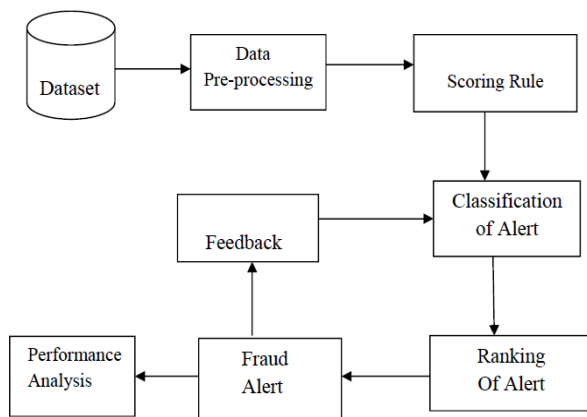 Dataset
Data
Pre-processing
Scoring Rule
Classification
of Alert
Feedback
Ranking
Of Alert
Fraud
Alert
Performance
Analysis